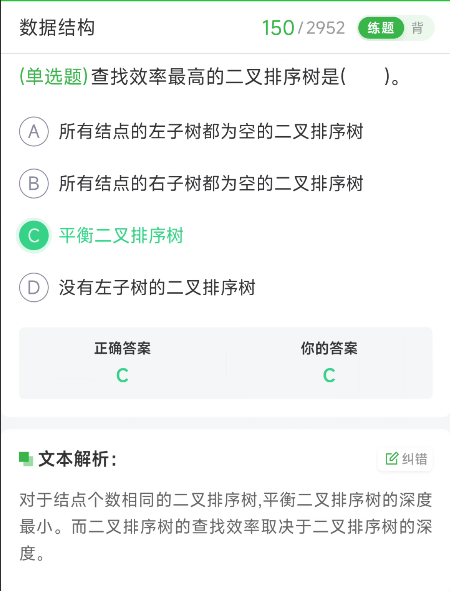 数据结构 150/2952 练题 背
(单选题)查找效率最高的二叉排序树是(　　)。
A 所有结点的左子树都为空的二叉排序树
B 所有结点的右子树都为空的二叉排序树
C 平衡二叉排序树
D 没有左子树的二叉排序树
正确答案 你的答案
C C
文本解析： 纠错
对于结点个数相同的二叉排序树,平衡二叉排序树的深
度最小。而二叉排序树的查找效率取决于二叉排序树的深
度。